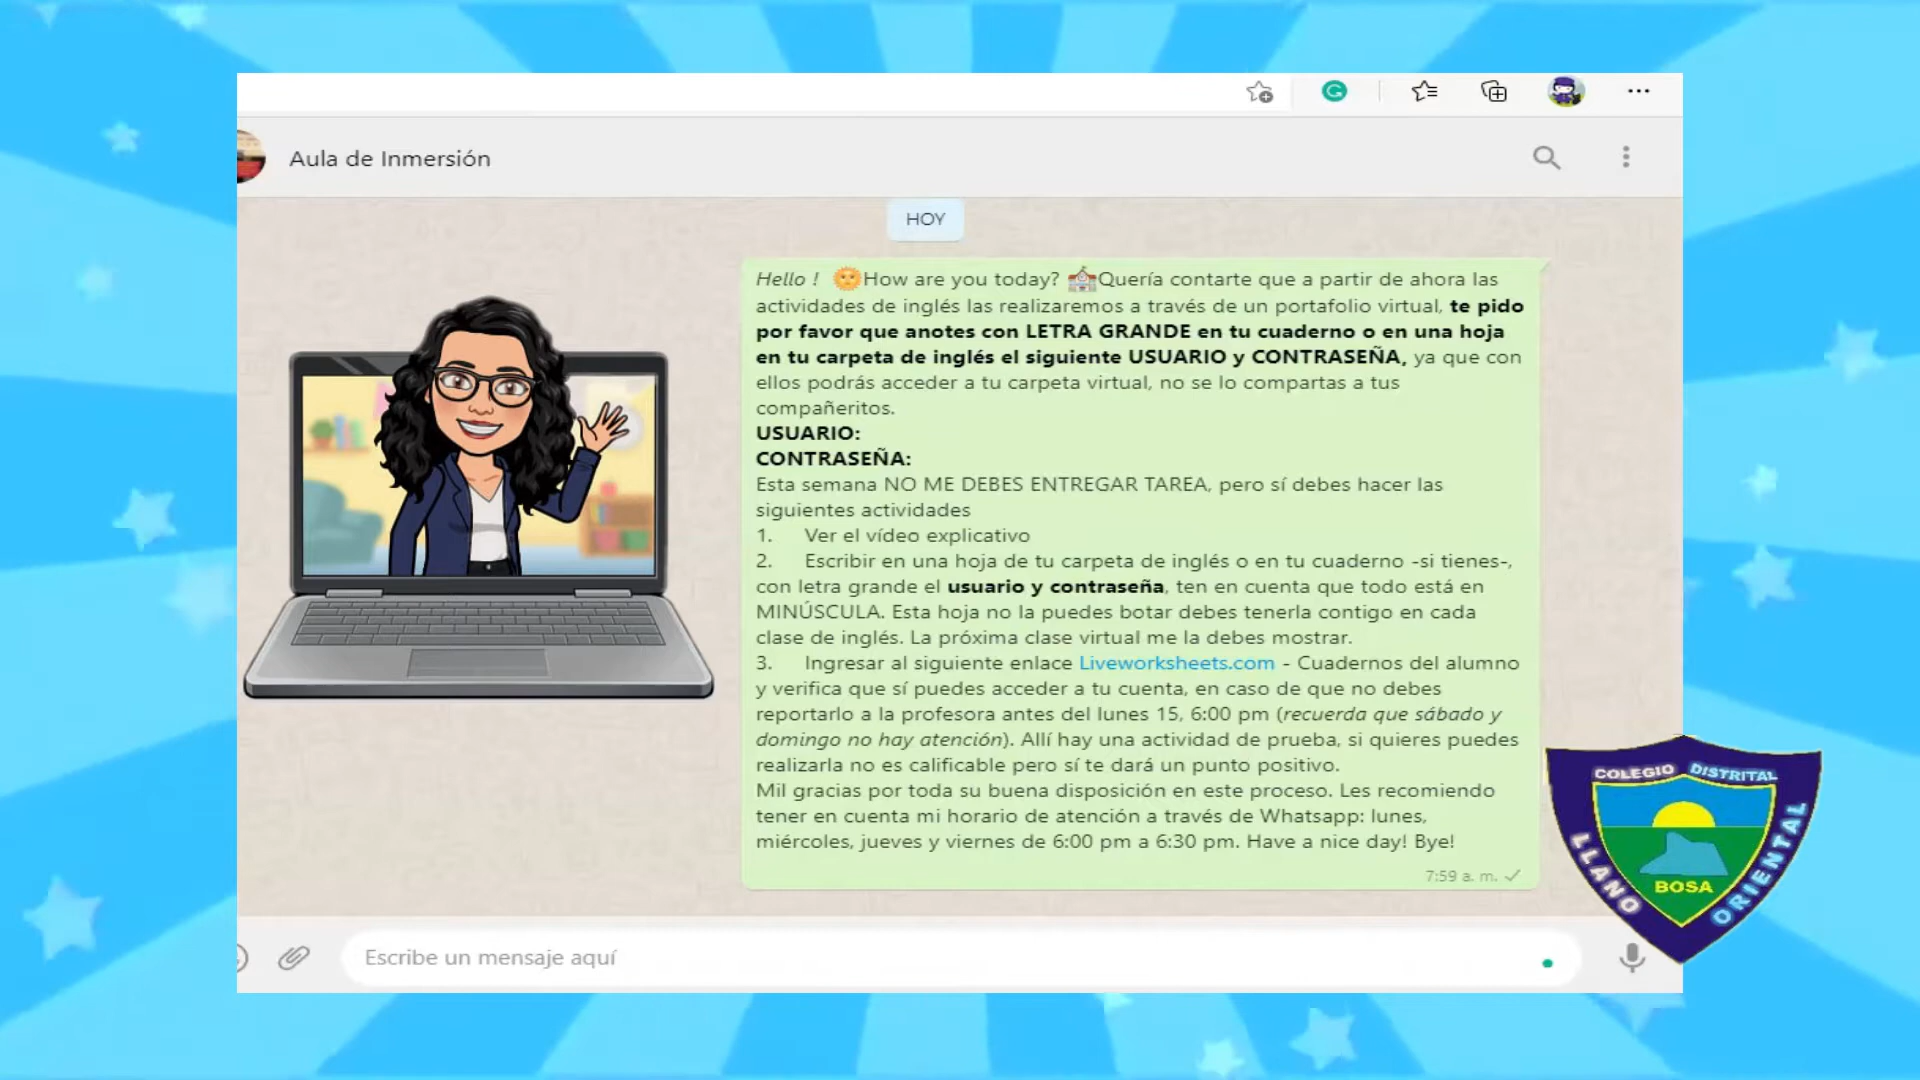 Aula de Inmersión
HOY
Hello ! 🌞How are you today? 🏫Quería contarte que a partir de ahora las
actividades de inglés las realizaremos a través de un portafolio virtual, te pido
por favor que anotes con LETRA GRANDE en tu cuaderno o en una hoja
en tu carpeta de inglés el siguiente USUARIO y CONTRASEÑA, ya que con
ellos podrás acceder a tu carpeta virtual, no se lo compartas a tus
compañeritos.
USUARIO:
CONTRASEÑA:
Esta semana NO ME DEBES ENTREGAR TAREA, pero sí debes hacer las
siguientes actividades
1. Ver el vídeo explicativo
2. Escribir en una hoja de tu carpeta de inglés o en tu cuaderno -si tienes-,
con letra grande el usuario y contraseña, ten en cuenta que todo está en
MINÚSCULA. Esta hoja no la puedes botar debes tenerla contigo en cada
clase de inglés. La próxima clase virtual me la debes mostrar.
3. Ingresar al siguiente enlace Liveworksheets.com - Cuadernos del alumno
y verifica que sí puedes acceder a tu cuenta, en caso de que no debes
reportarlo a la profesora antes del lunes 15, 6:00 pm (recuerda que sábado y
domingo no hay atención). Allí hay una actividad de prueba, si quieres puedes
realizarla no es calificable pero sí te dará un punto positivo.
Mil gracias por toda su buena disposición en este proceso. Les recomiendo
tener en cuenta mi horario de atención a través de Whatsapp: lunes,
miércoles, jueves y viernes de 6:00 pm a 6:30 pm. Have a nice day! Bye!
7:59 a. m.
COLEGIO DISTRITAL
LLANO
ORIENTAL
BOSA
Escribe un mensaje aquí